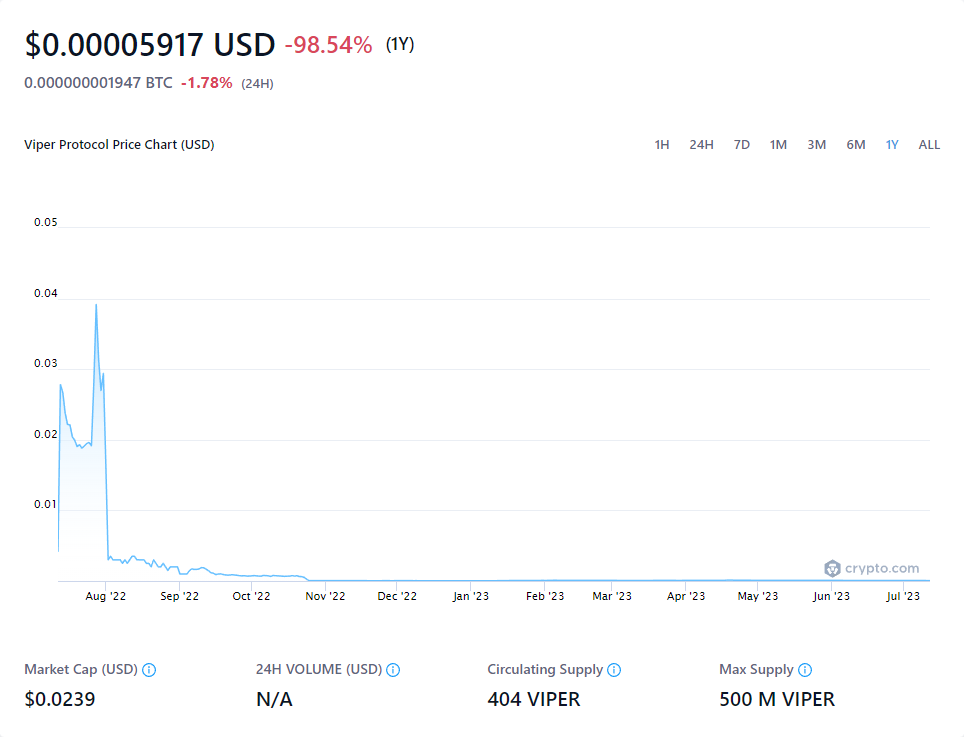 $0.00005917 USD -98.54% (1Y)
0.000000001947 BTC -1.78% (24H)
Viper Protocol Price Chart (USD) 1H 24H 7D 1M 3M 6M 1Y ALL
0.05
0.04
0.03
0.02
0.01
crypto.com
Aug '22 Sep '22 Oct '22 Nov '22 Dec '22 Jan '23 Feb '23 Mar '23 Apr '23 May '23 Jun '23 Jul '23
Market Cap (USD) 24H VOLUME (USD) Circulating Supply Max Supply
$0.0239 N/A 404 VIPER 500 M VIPER